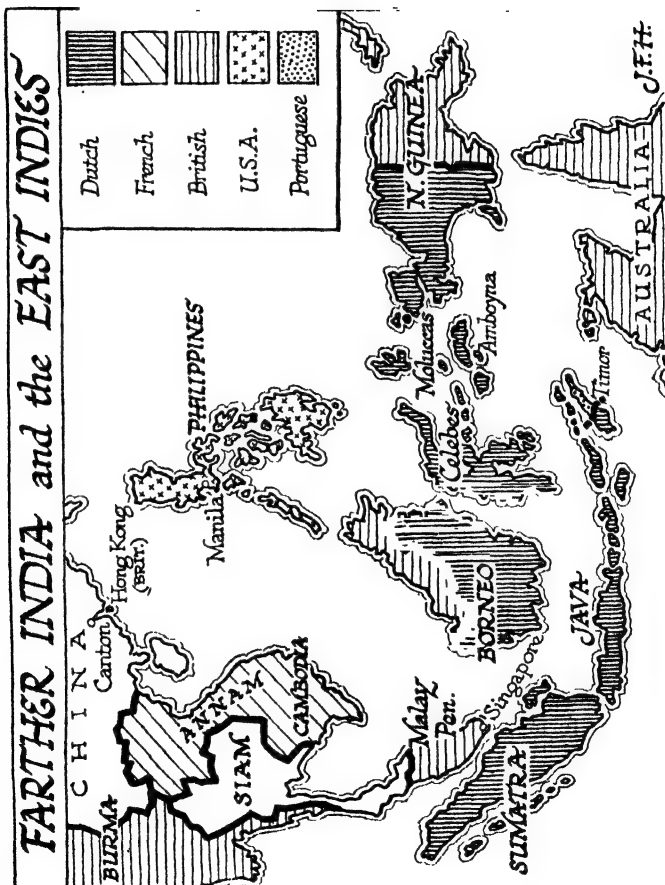 FARTHER INDIA and the EAST INDIES
Dutch
French
British
U.S.A.
Portuguese
CHINA
BURMA
Canton
Hong Kong
(BRIT.)
ANNAM
SIAM
CAMBODIA
Manila
PHILIPPINES
Malay
Pen.
Singapore
SUMATRA
BORNEO
Celebes
Moluccas
Amboyna
N. GUINEA
JAVA
Timor
AUSTRALIA
J.F.H.